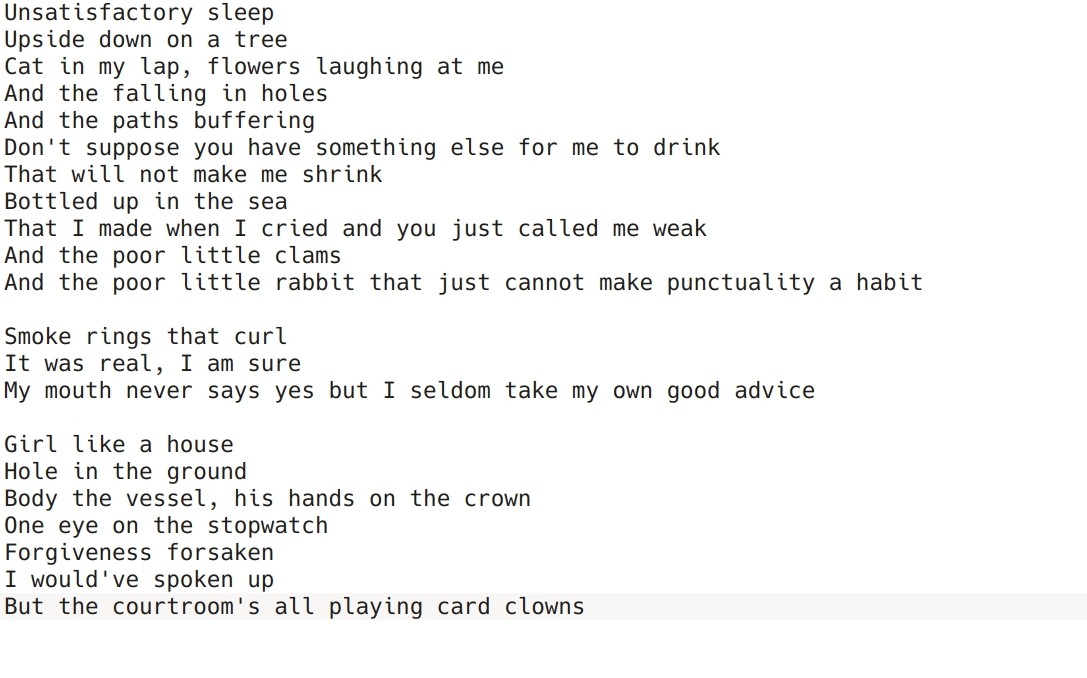 Unsatisfactory sleep
Upside down on a tree
Cat in my lap, flowers laughing at me
And the falling in holes
And the paths buffering
Don't suppose you have something else for me to drink
That will not make me shrink
Bottled up in the sea
That I made when I cried and you just called me weak
And the poor little clams
And the poor little rabbit that just cannot make punctuality a habit

Smoke rings that curl
It was real, I am sure
My mouth never says yes but I seldom take my own good advice

Girl like a house
Hole in the ground
Body the vessel, his hands on the crown
One eye on the stopwatch
Forgiveness forsaken
I would've spoken up
But the courtroom's all playing card clowns